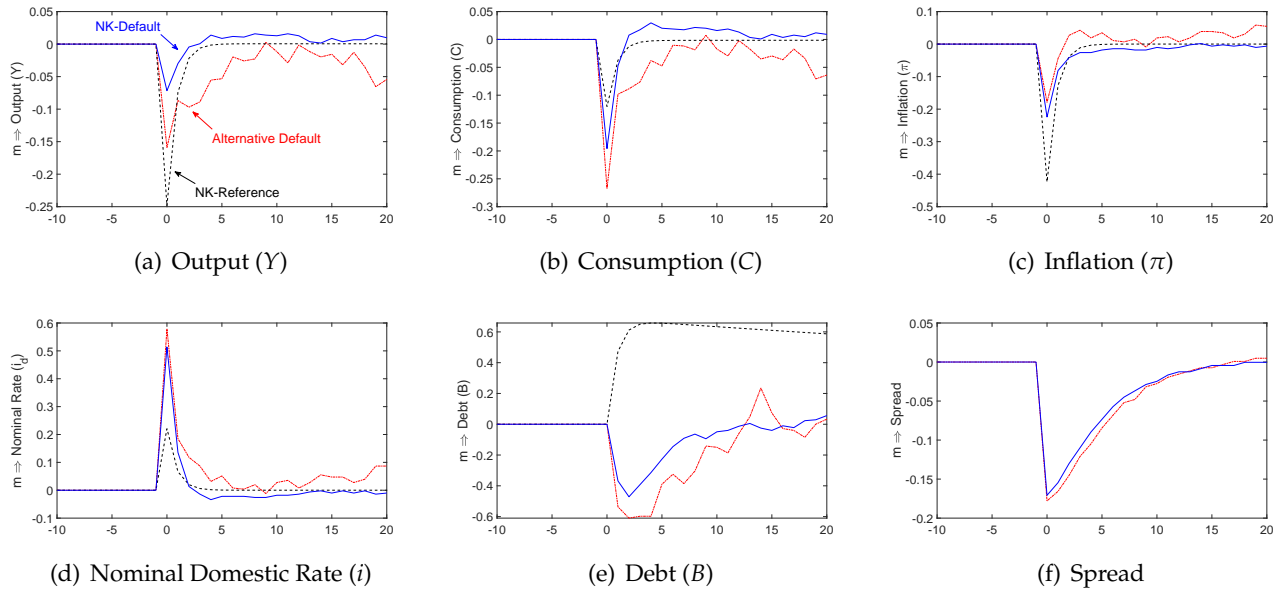 m ⇒ Output (Y)
0.05
0
-0.05
-0.1
-0.15
-0.2
-0.25
-10 -5 0 5 10 15 20
NK-Default
Alternative Default
NK-Reference
(a) Output (Y)
m ⇒ Consumption (C)
0.05
0
-0.05
-0.1
-0.15
-0.2
-0.25
-0.3
-10 -5 0 5 10 15 20
(b) Consumption (C)
m ⇒ Inflation (π)
0.1
0
-0.1
-0.2
-0.3
-0.4
-0.5
-10 -5 0 5 10 15 20
(c) Inflation (π)
m ⇒ Nominal Rate (i_d)
0.6
0.5
0.4
0.3
0.2
0.1
0
-0.1
-10 -5 0 5 10 15 20
(d) Nominal Domestic Rate (i)
m ⇒ Debt (B)
0.6
0.4
0.2
0
-0.2
-0.4
-0.6
-10 -5 0 5 10 15 20
(e) Debt (B)
m ⇒ Spread
0
-0.05
-0.1
-0.15
-0.2
-10 -5 0 5 10 15 20
(f) Spread